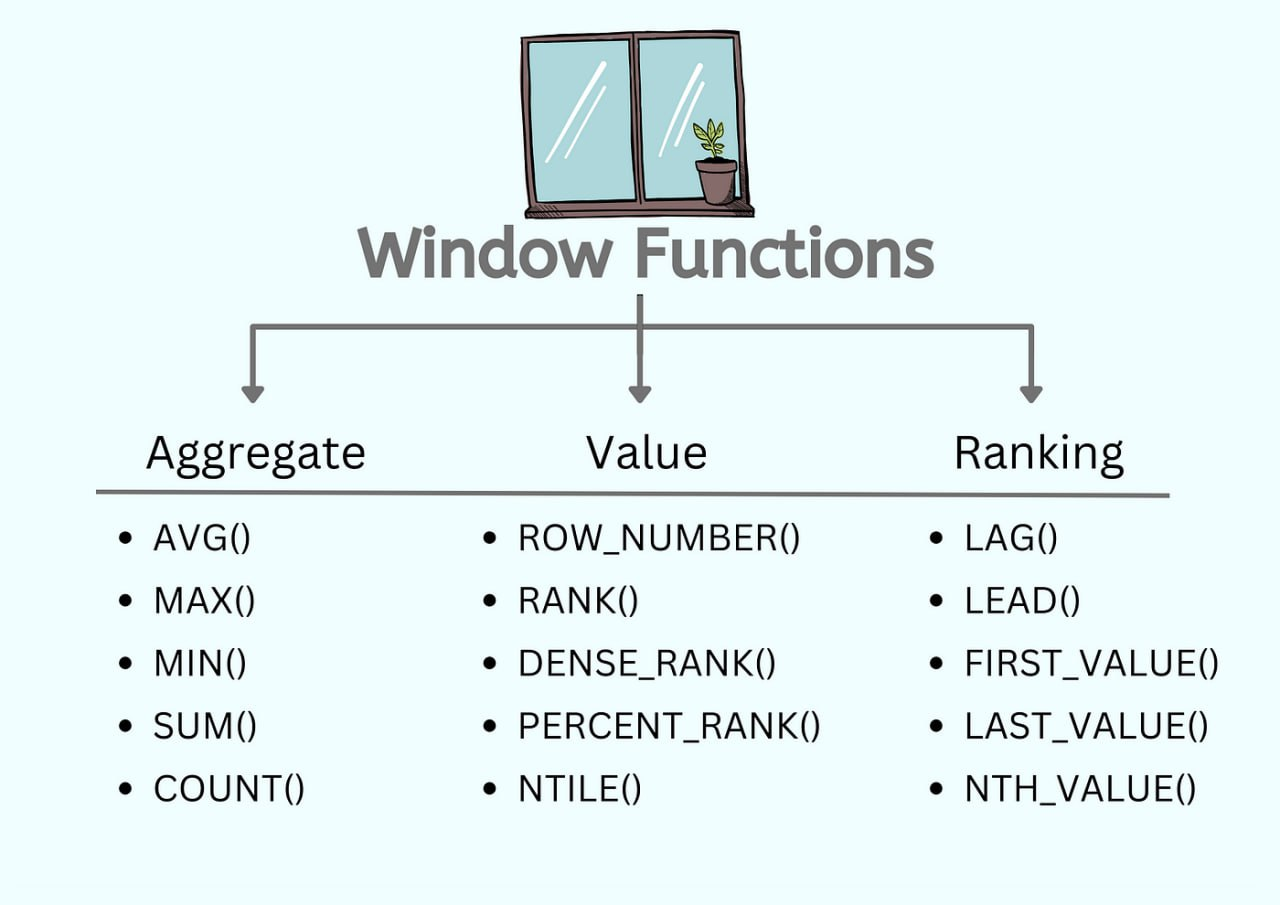 Window Functions
Aggregate
• AVG()
• MAX()
• MIN()
• SUM()
• COUNT()
Value
• ROW_NUMBER()
• RANK()
• DENSE_RANK()
• PERCENT_RANK()
• NTILE()
Ranking
• LAG()
• LEAD()
• FIRST_VALUE()
• LAST_VALUE()
• NTH_VALUE()